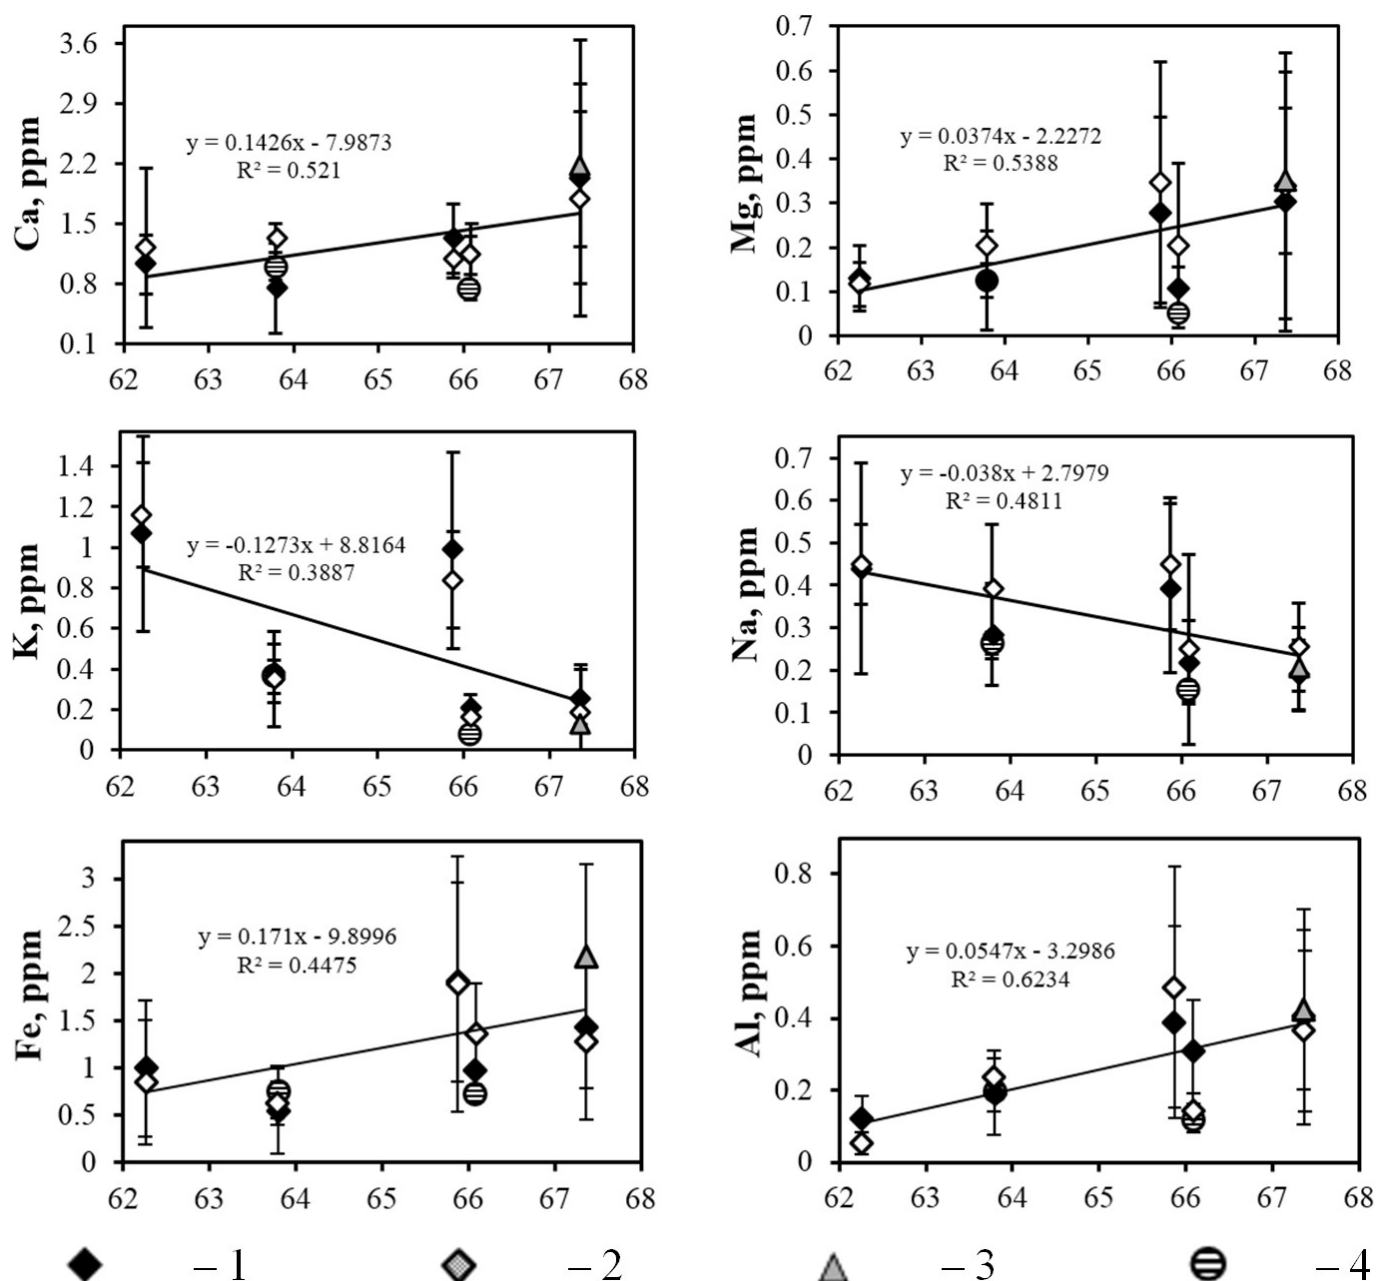 Ca, ppm
3.6
2.9
2.2
1.5
0.8
0.1
y = 0.1426x - 7.9873
R² = 0.521
62 63 64 65 66 67 68
Mg, ppm
0.7
0.6
0.5
0.4
0.3
0.2
0.1
0
y = 0.0374x - 2.2272
R² = 0.5388
62 63 64 65 66 67 68
K, ppm
1.4
1.2
1
0.8
0.6
0.4
0.2
0
y = -0.1273x + 8.8164
R² = 0.3887
62 63 64 65 66 67 68
Na, ppm
0.7
0.6
0.5
0.4
0.3
0.2
0.1
0
y = -0.038x + 2.7979
R² = 0.4811
62 63 64 65 66 67 68
Fe, ppm
3
2.5
2
1.5
1
0.5
0
y = 0.171x - 9.8996
R² = 0.4475
62 63 64 65 66 67 68
Al, ppm
0.8
0.6
0.4
0.2
0
y = 0.0547x - 3.2986
R² = 0.6234
62 63 64 65 66 67 68
– 1 – 2 – 3 – 4